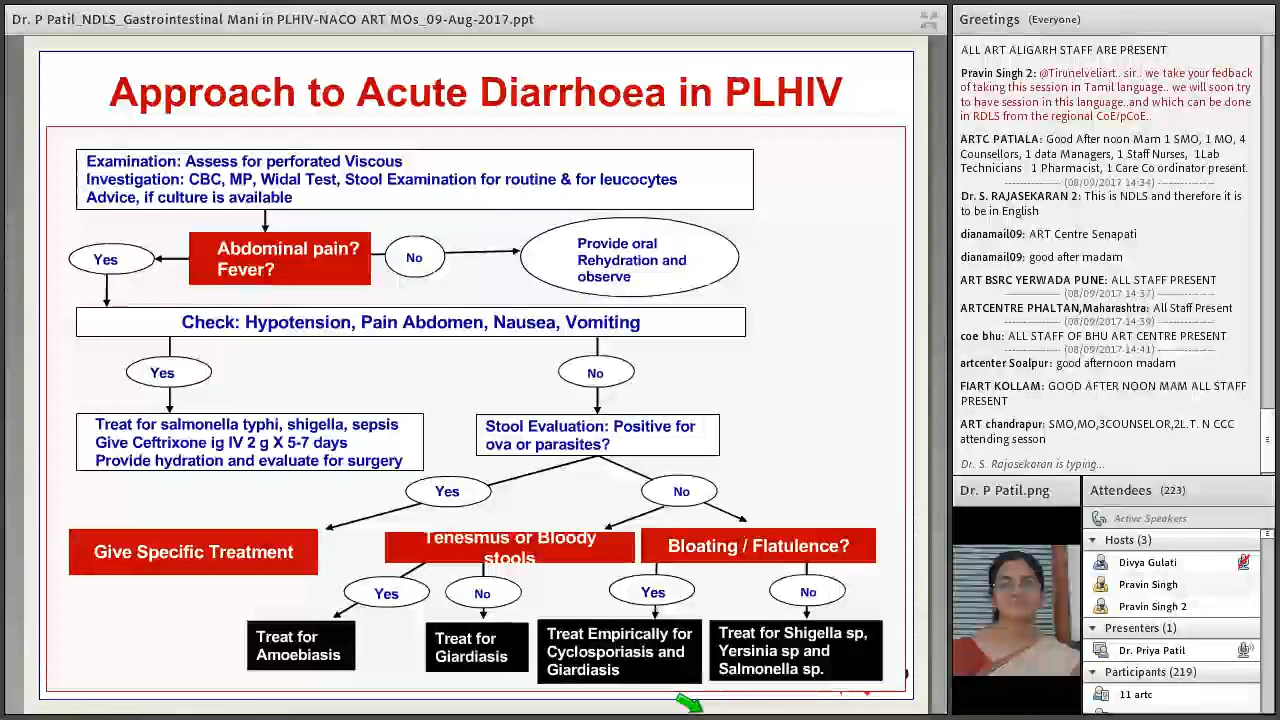 Dr. P Patil_NDLS_Gastrointestinal Mani in PLHIV-NACO ART MOs_09-Aug-2017.ppt
Approach to Acute Diarrhoea in PLHIV
Examination: Assess for perforated Viscous
Investigation: CBC, MP, Widal Test, Stool Examination for routine & for leucocytes
Advice, if culture is available
Abdominal pain?
Fever?
Yes
No
Provide oral
Rehydration and
observe
Check: Hypotension, Pain Abdomen, Nausea, Vomiting
Yes
No
Treat for salmonella typhi, shigella, sepsis
Give Ceftrixone ig IV 2 g X 5-7 days
Provide hydration and evaluate for surgery
Stool Evaluation: Positive for
ova or parasites?
Yes
No
Give Specific Treatment
Tenesmus or Bloody
stools
Bloating / Flatulence?
Yes
No
Yes
No
Treat for
Amoebiasis
Treat for
Giardiasis
Treat Empirically for
Cyclosporiasis and
Giardiasis
Treat for Shigella sp,
Yersinia sp and
Salmonella sp.
Greetings (Everyone)
ALL ART ALIGARH STAFF ARE PRESENT
Pravin Singh 2: @Tirunelveliart.. sir.. we take your fedback
of taking this session in Tamil language.. we will soon try
to have session in this language..and which can be done
in RDLS from the regional CoE/pCoE..
ARTC PATIALA: Good After noon Mam 1 SMO, 1 MO, 4
Counsellors, 1 data Managers, 1 Staff Nurses, 1Lab
Technicians 1 Pharmacist, 1 Care Co ordinator present.
------------------ (08/09/2017 14:34) ------------------
Dr. S. RAJASEKARAN 2: This is NDLS and therefore it is
to be in English
dianamail09: ART Centre Senapati
dianamail09: good after madam
ART BSRC YERWADA PUNE: ALL STAFF PRESENT
------------------ (08/09/2017 14:37) ------------------
ARTCENTRE PHALTAN,Maharashtra: All Staff Present
------------------ (08/09/2017 14:39) ------------------
coe bhu: ALL STAFF OF BHU ART CENTRE PRESENT
------------------ (08/09/2017 14:41) ------------------
artcenter Soalpur: good afternoon madam
FIART KOLLAM: GOOD AFTER NOON MAM ALL STAFF
PRESENT
ART chandrapur: SMO,MO,3COUNSELOR,2L.T. N CCC
attending sesson
Dr. S. Rajasekaran is typing...
Dr. P Patil.png
Attendees (223)
Active Speakers
Hosts (3)
Divya Gulati
Pravin Singh
Pravin Singh 2
Presenters (1)
Dr. Priya Patil
Participants (219)
11 artc